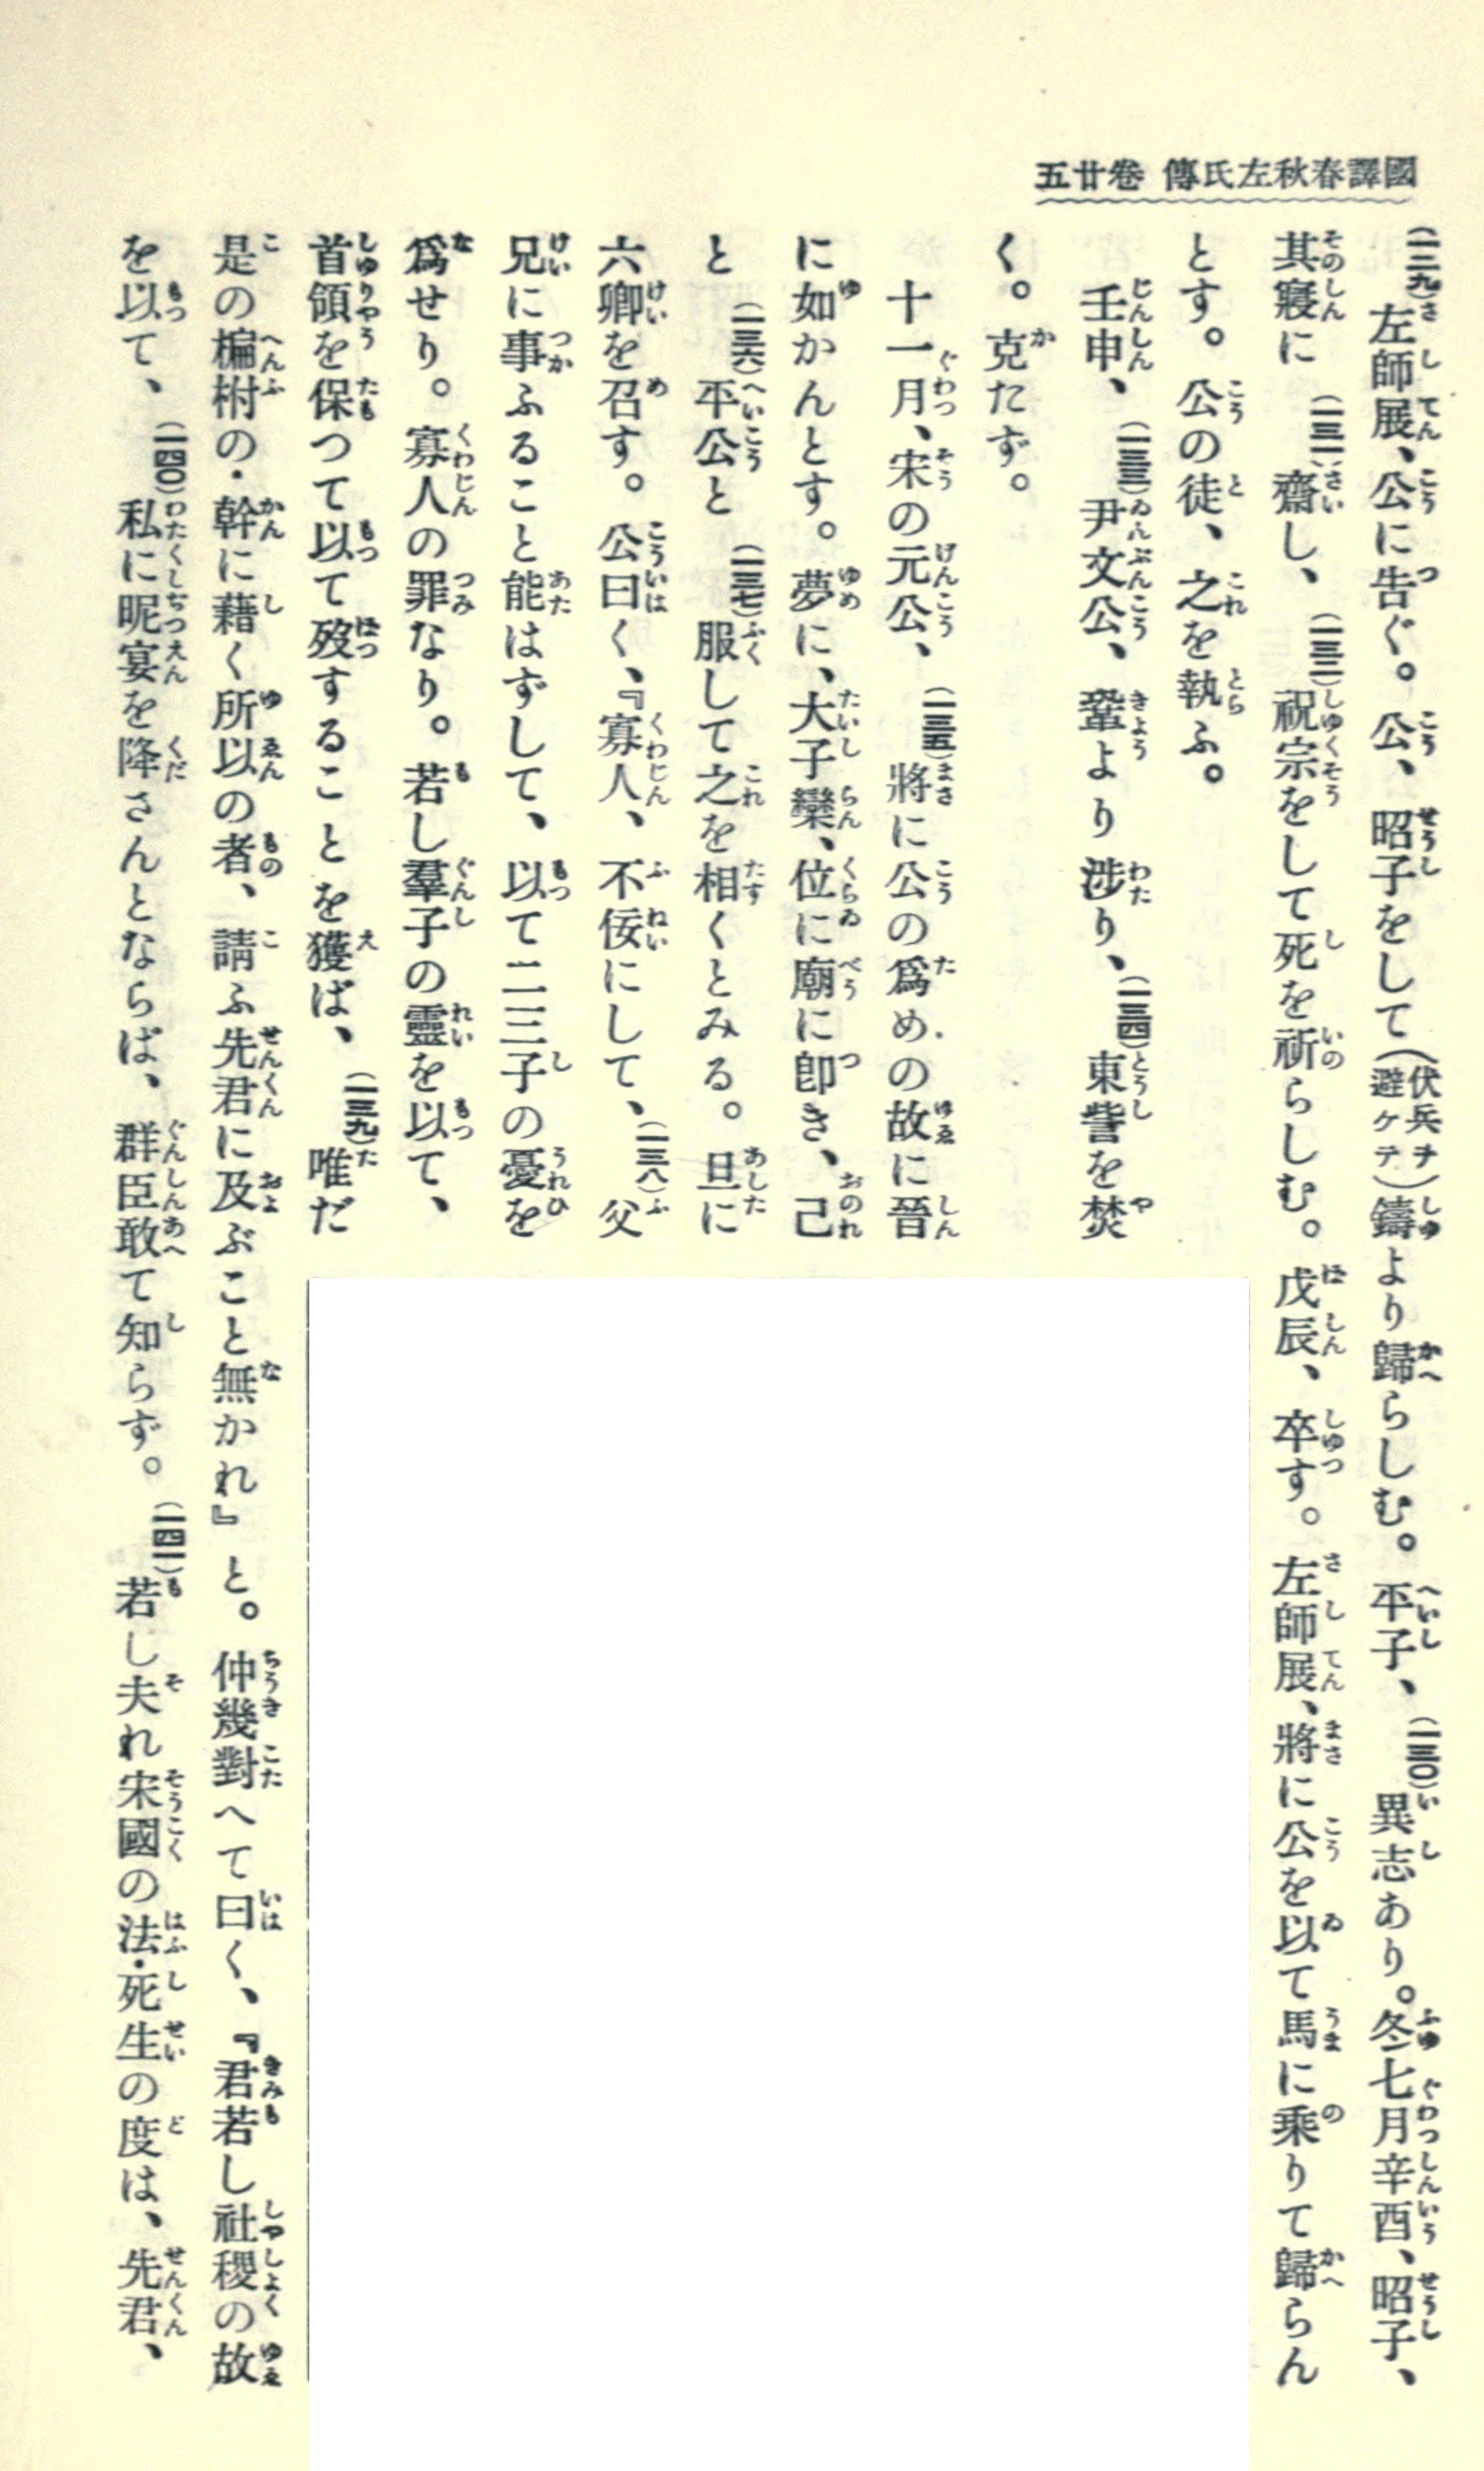 國譯春秋左氏傳 卷廿五
(一二九)左師展、公に吿ぐ。公、昭子をして(伏兵ヲ避ケテ)鑄より歸らしむ。平子、(一三〇)異志あり。冬七月辛酉、昭子、
其寢に(一三一)齋し、(一三二)祝宗をして死を祈らしむ。戊辰、卒す。左師展、將に公を以て馬に乘りて歸らん
とす。公の徒、之を執ふ。
壬申、(一三三)尹文公、鞏より涉り、(一三四)東訾を焚
く。克たず。
十一月、宋の元公、(一三五)將に公の爲めの故に晉
に如かんとす。夢に、大子欒、位に廟に卽き、己
と(一三六)平公と(一三七)服して之を相くとみる。旦に
六卿を召す。公曰く、『寡人、不佞にして、(一三八)父
兄に事ふること能はずして、以て二三子の憂を
爲せり。寡人の罪なり。若し羣子の靈を以て、
首領を保つて以て歿することを獲ば、(一三九)唯だ
是の楄柎の・幹に藉く所以の者、請ふ先君に及ぶこと無かれ』と。仲幾對へて曰く、『君若し社稷の故
を以て、(一四〇)私に昵宴を降さんとならば、群臣敢て知らず。(一四一)若し夫れ宋國の法・死生の度は、先君、